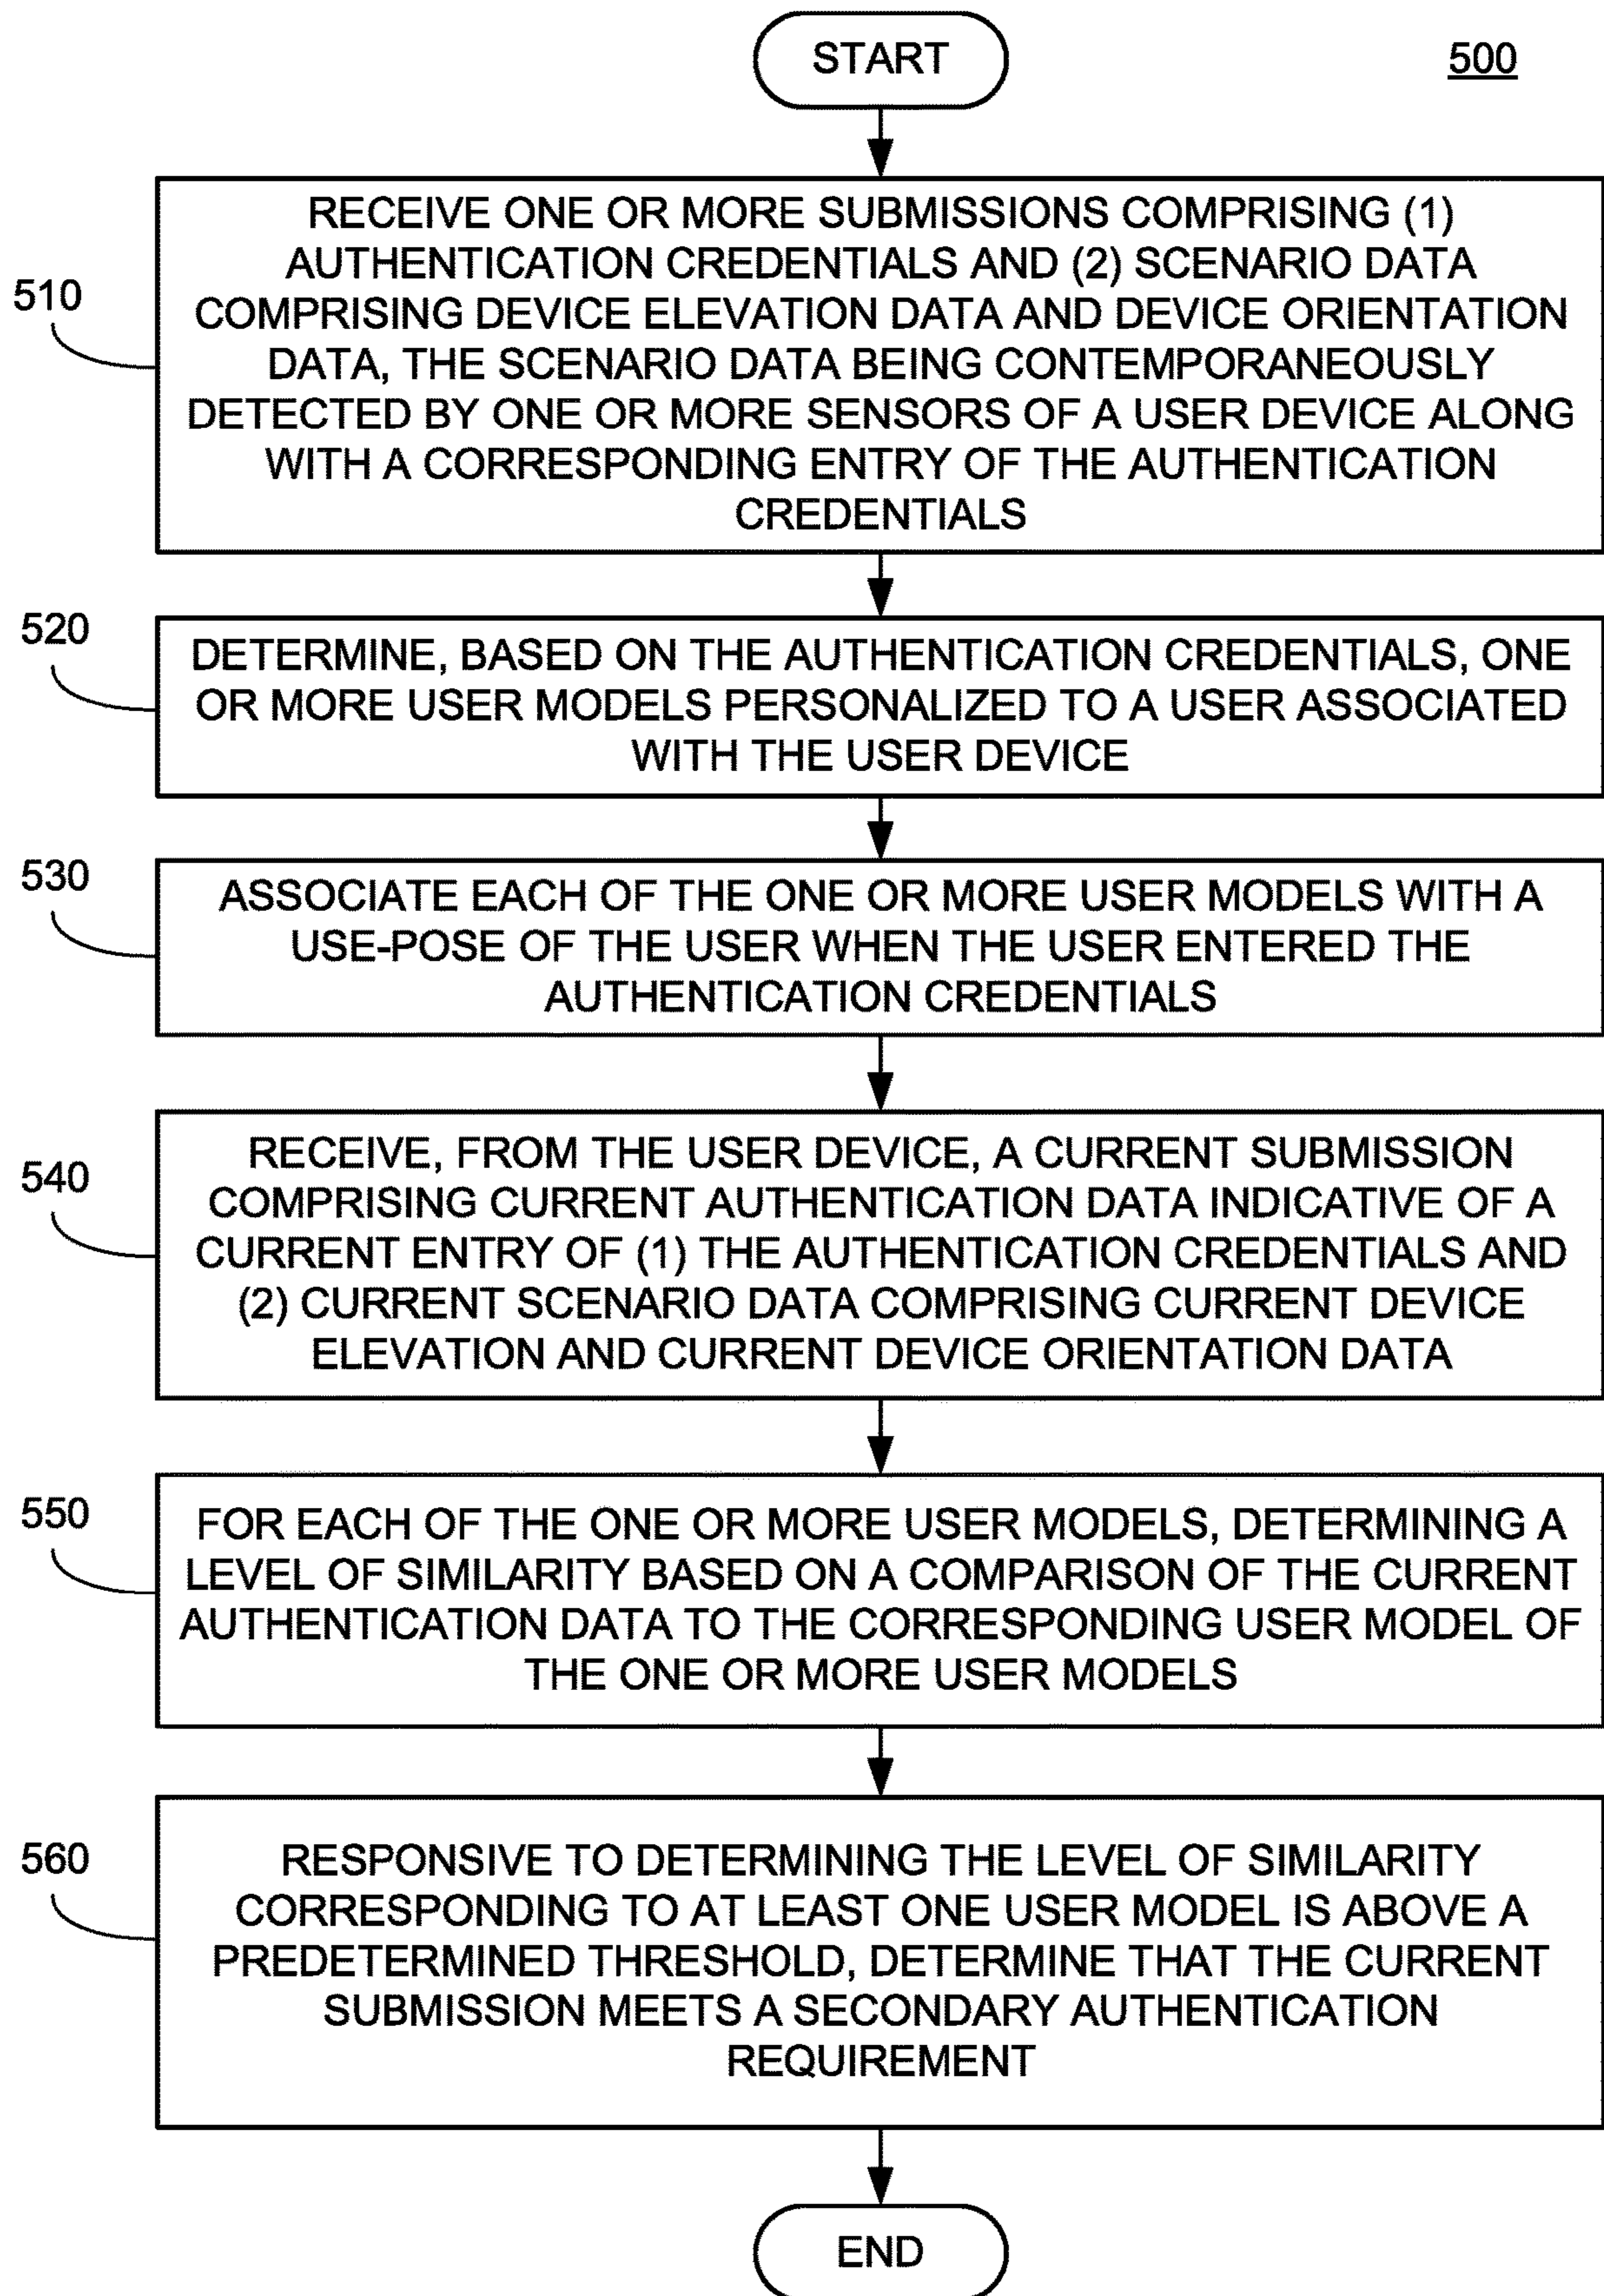 START
500
510
RECEIVE ONE OR MORE SUBMISSIONS COMPRISING (1)
AUTHENTICATION CREDENTIALS AND (2) SCENARIO DATA
COMPRISING DEVICE ELEVATION DATA AND DEVICE ORIENTATION
DATA, THE SCENARIO DATA BEING CONTEMPORANEOUSLY
DETECTED BY ONE OR MORE SENSORS OF A USER DEVICE ALONG
WITH A CORRESPONDING ENTRY OF THE AUTHENTICATION
CREDENTIALS
520
DETERMINE, BASED ON THE AUTHENTICATION CREDENTIALS, ONE
OR MORE USER MODELS PERSONALIZED TO A USER ASSOCIATED
WITH THE USER DEVICE
530
ASSOCIATE EACH OF THE ONE OR MORE USER MODELS WITH A
USE-POSE OF THE USER WHEN THE USER ENTERED THE
AUTHENTICATION CREDENTIALS
540
RECEIVE, FROM THE USER DEVICE, A CURRENT SUBMISSION
COMPRISING CURRENT AUTHENTICATION DATA INDICATIVE OF A
CURRENT ENTRY OF (1) THE AUTHENTICATION CREDENTIALS AND
(2) CURRENT SCENARIO DATA COMPRISING CURRENT DEVICE
ELEVATION AND CURRENT DEVICE ORIENTATION DATA
550
FOR EACH OF THE ONE OR MORE USER MODELS, DETERMINING A
LEVEL OF SIMILARITY BASED ON A COMPARISON OF THE CURRENT
AUTHENTICATION DATA TO THE CORRESPONDING USER MODEL OF
THE ONE OR MORE USER MODELS
560
RESPONSIVE TO DETERMINING THE LEVEL OF SIMILARITY
CORRESPONDING TO AT LEAST ONE USER MODEL IS ABOVE A
PREDETERMINED THRESHOLD, DETERMINE THAT THE CURRENT
SUBMISSION MEETS A SECONDARY AUTHENTICATION
REQUIREMENT
END